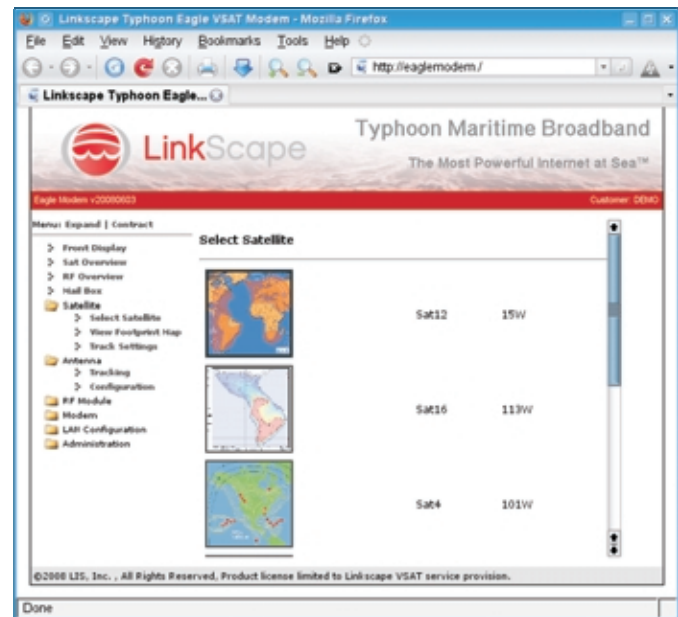 Linkscape Typhoon Eagle VSAT Modem - Mozilla Firefox
File Edit View History Bookmarks Tools Help
http://eaglemodem./
Linkscape Typhoon Eagle...
LinkScape
Typhoon Maritime Broadband
The Most Powerful Internet at Sea™
Eagle Modem v20080603
Customer: DEMO
Menu: Expand | Contract
Front Display
Sat Overview
RF Overview
Mail Box
Satellite
Select Satellite
View Footprint Map
Track Settings
Antenna
Tracking
Configuration
RF Module
Modem
LAN Configuration
Administration
Select Satellite
Sat12 15W
Sat16 113W
Sat4 101W
©2008 LIS, Inc. , All Rights Reserved, Product license limited to Linkscape VSAT service provision.
Done